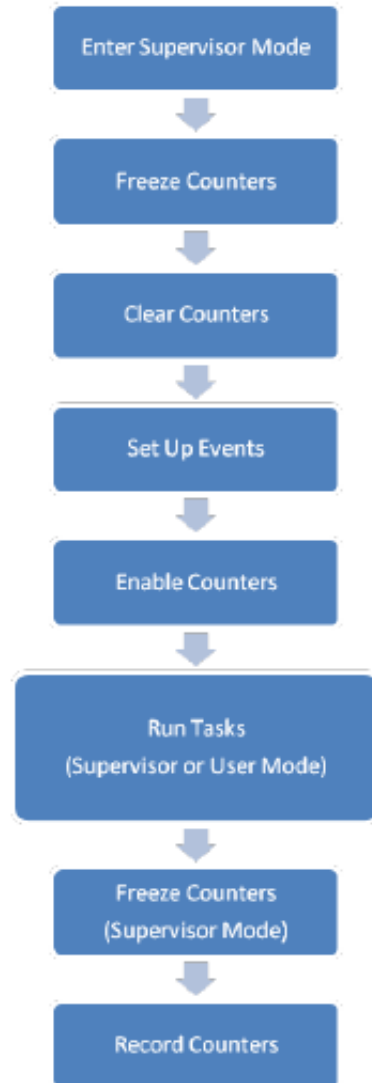 Enter Supervisor Mode
Freeze Counters
Clear Counters
Set Up Events
Enable Counters
Run Tasks
(Supervisor or User Mode)
Freeze Counters
(Supervisor Mode)
Record Counters